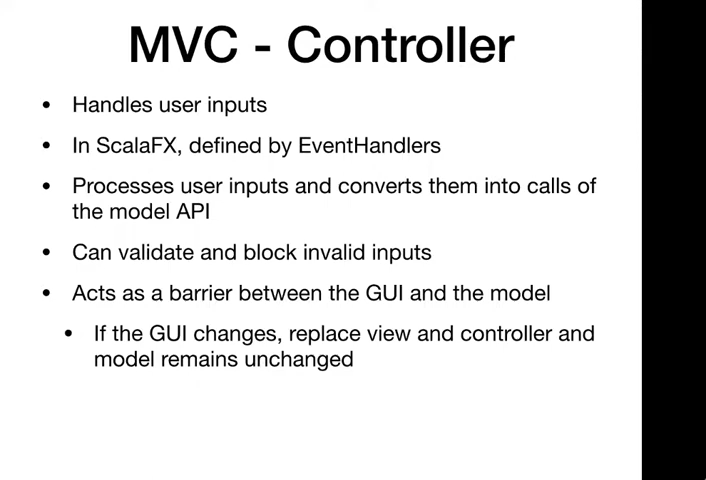 MVC - Controller
• Handles user inputs
• In ScalaFX, defined by EventHandlers
• Processes user inputs and converts them into calls of
the model API
• Can validate and block invalid inputs
• Acts as a barrier between the GUI and the model
• If the GUI changes, replace view and controller and
model remains unchanged